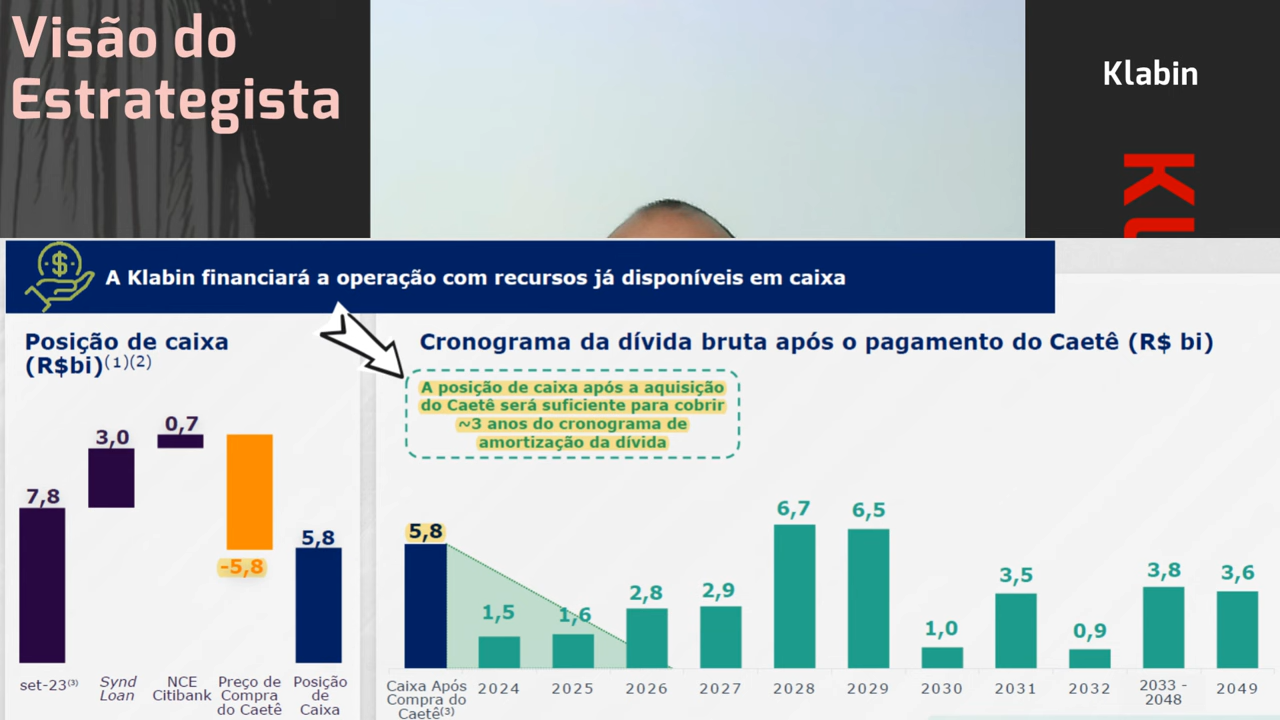 Visão do
Estrategista
Klabin
Kl
$
A Klabin financiará a operação com recursos já disponíveis em caixa
Posição de caixa
(R$bi)(1)(2)
7,8
3,0
0,7
-5,8
5,8
set-23(3)
Synd
Loan
NCE
Citibank
Preço de
Compra
do Caetê
Posição
de
Caixa
Cronograma da dívida bruta após o pagamento do Caetê (R$ bi)
A posição de caixa após a aquisição
do Caetê será suficiente para cobrir
~3 anos do cronograma de
amortização da dívida
5,8
1,5
1,6
2,8
2,9
6,7
6,5
1,0
3,5
0,9
3,8
3,6
Caixa Após
Compra do
Caetê(3)
2024
2025
2026
2027
2028
2029
2030
2031
2032
2033 -
2048
2049